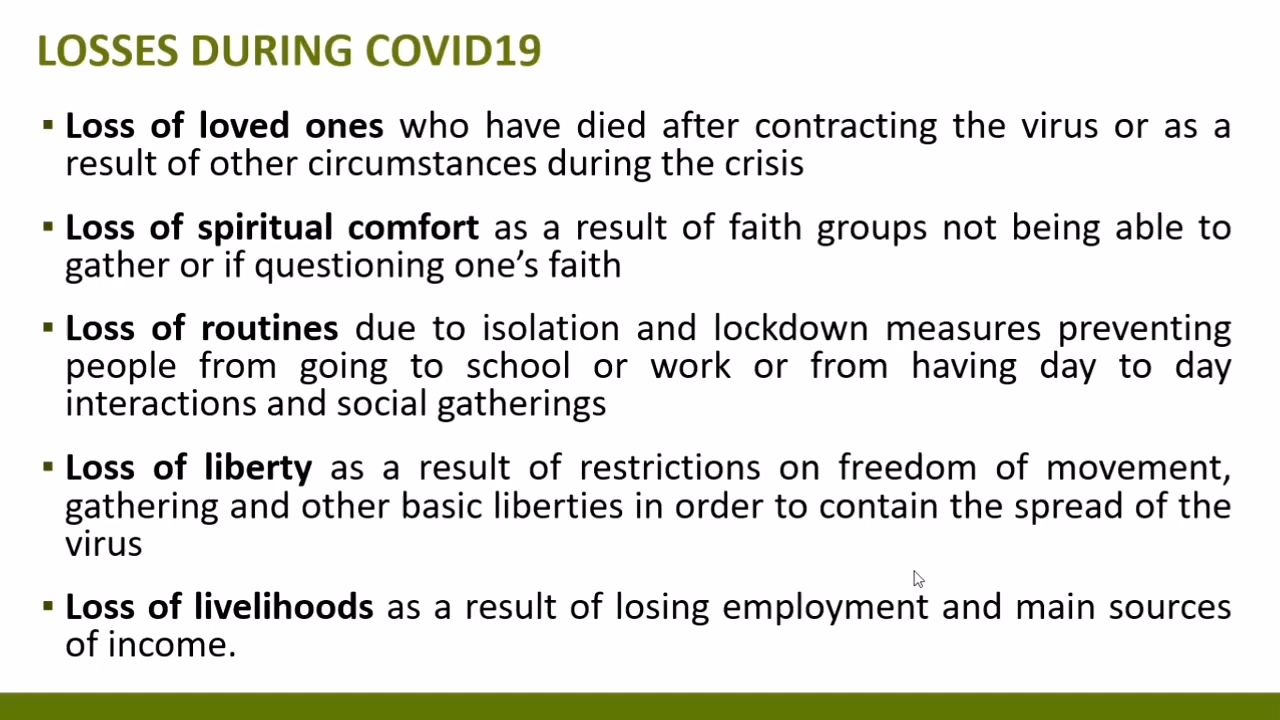 LOSSES DURING COVID19
▪ Loss of loved ones who have died after contracting the virus or as a
result of other circumstances during the crisis
▪ Loss of spiritual comfort as a result of faith groups not being able to
gather or if questioning one’s faith
▪ Loss of routines due to isolation and lockdown measures preventing
people from going to school or work or from having day to day
interactions and social gatherings
▪ Loss of liberty as a result of restrictions on freedom of movement,
gathering and other basic liberties in order to contain the spread of the
virus
▪ Loss of livelihoods as a result of losing employment and main sources
of income.